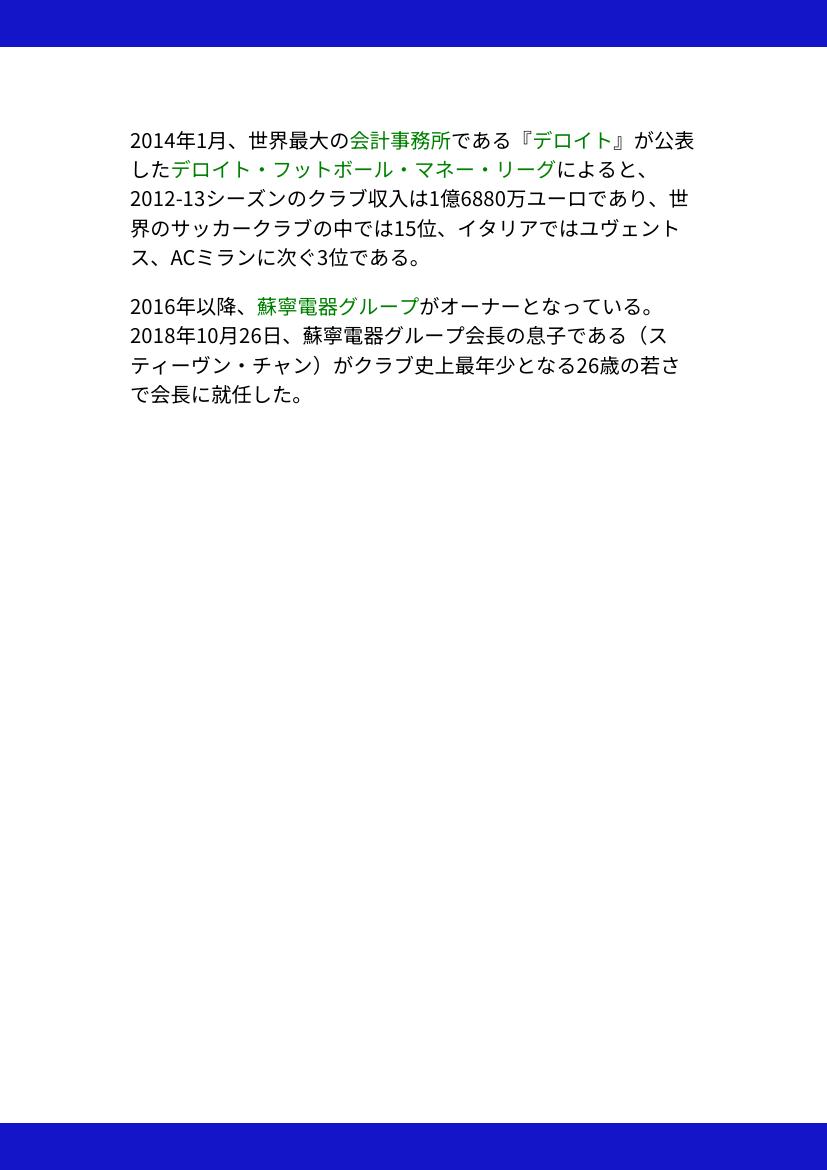 2014年1月、世界最大の会計事務所である『デロイト』が公表
したデロイト・フットボール・マネー・リーグによると、
2012-13シーズンのクラブ収入は1億6880万ユーロであり、世
界のサッカークラブの中では15位、イタリアではユヴェント
ス、ACミランに次ぐ3位である。
2016年以降、蘇寧電器グループがオーナーとなっている。
2018年10月26日、蘇寧電器グループ会長の息子である（ス
ティーヴン・チャン）がクラブ史上最年少となる26歳の若さ
で会長に就任した。